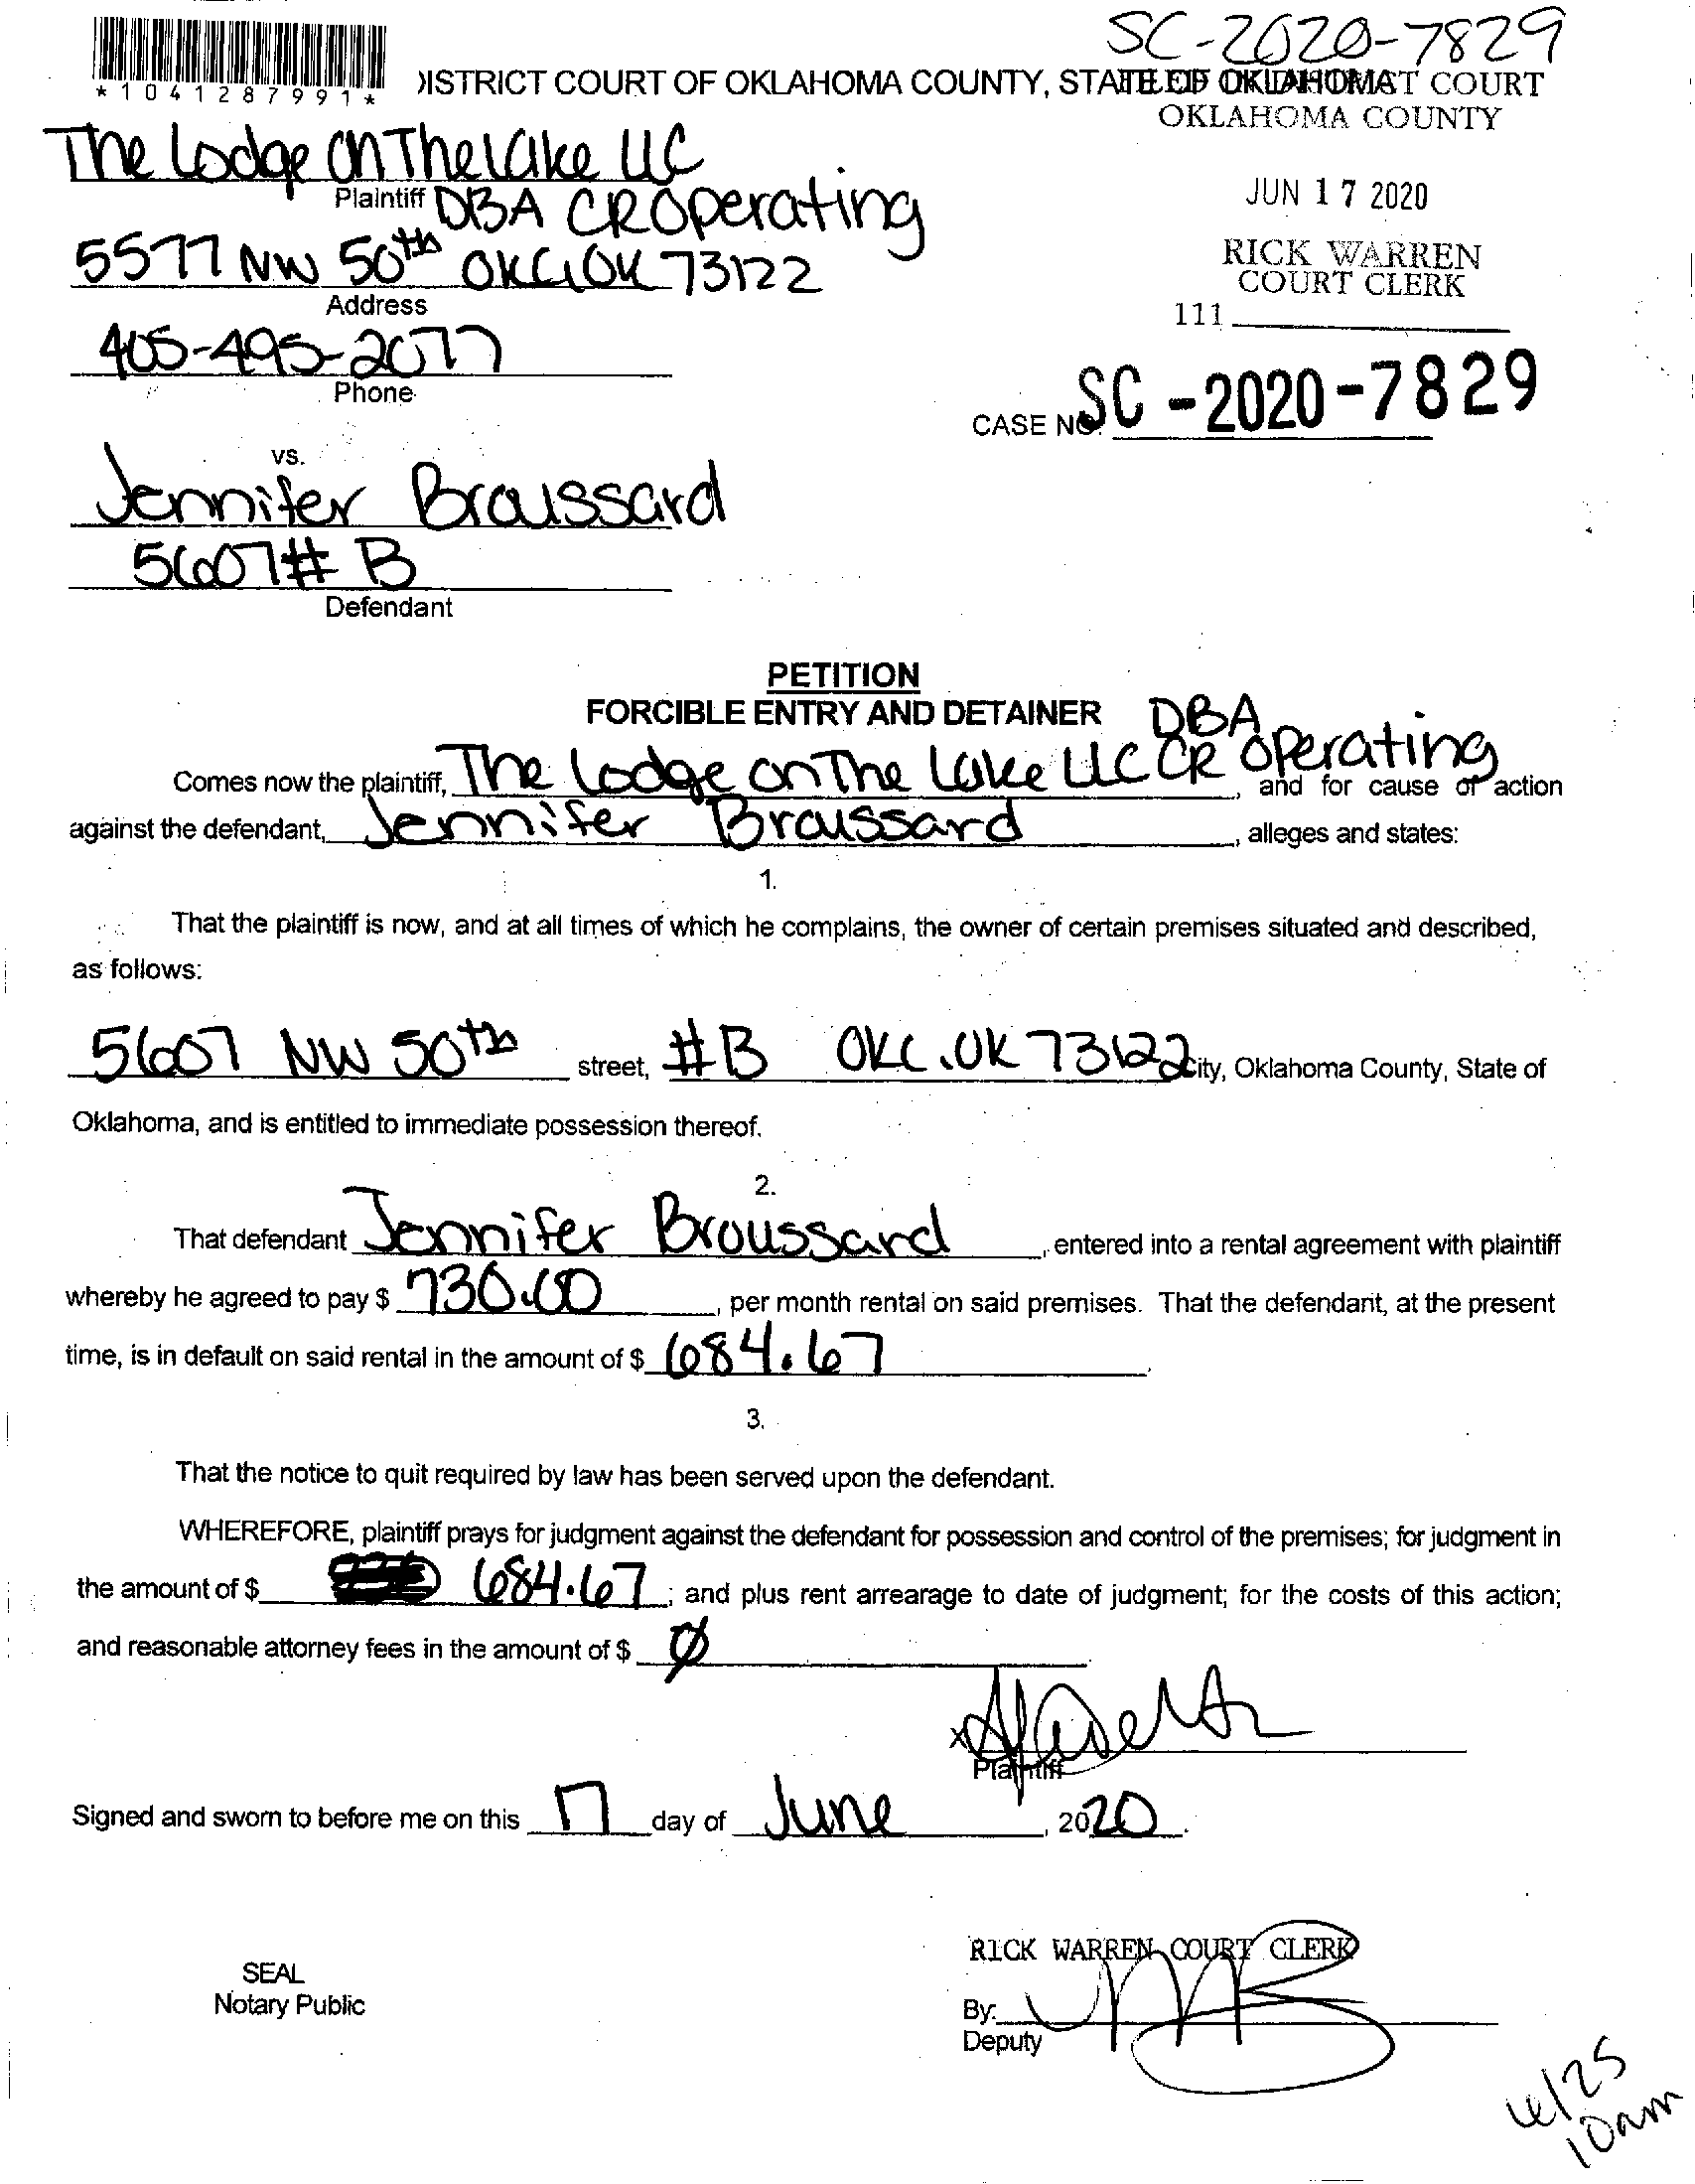 SC-2020-7829
*1041287991*
DISTRICT COURT OF OKLAHOMA COUNTY, STATE OF OKLAHOMA
FILED IN DISTRICT COURT
OKLAHOMA COUNTY
The Lodge On The Lake LLC
Plaintiff DBA CR Operating
JUN 17 2020
5577 NW 50th OKC, OK 73122
Address
RICK WARREN
COURT CLERK
111
405-495-2077
Phone
CASE NO. SC-2020-7829
vs.
Jennifer Broussard
5607# B
Defendant
PETITION
FORCIBLE ENTRY AND DETAINER
DBA
Comes now the plaintiff, The Lodge on The Lake LLC CR Operating, and for cause of action
against the defendant, Jennifer Broussard, alleges and states:
1.
That the plaintiff is now, and at all times of which he complains, the owner of certain premises situated and described,
as follows:
5607 NW 50th street, #B OKC, OK 73122 City, Oklahoma County, State of
Oklahoma, and is entitled to immediate possession thereof.
2.
That defendant Jennifer Broussard, entered into a rental agreement with plaintiff
whereby he agreed to pay $ 730.00, per month rental on said premises. That the defendant, at the present
time, is in default on said rental in the amount of $ 684.67.
3.
That the notice to quit required by law has been served upon the defendant.
WHEREFORE, plaintiff prays for judgment against the defendant for possession and control of the premises; for judgment in
the amount of $ 684.67; and plus rent arrearage to date of judgment; for the costs of this action;
and reasonable attorney fees in the amount of $ Ø
x
Plaintiff
Signed and sworn to before me on this 17 day of June, 2020.
RICK WARREN COURT CLERK
SEAL
Notary Public
By:
Deputy
6/25
10am